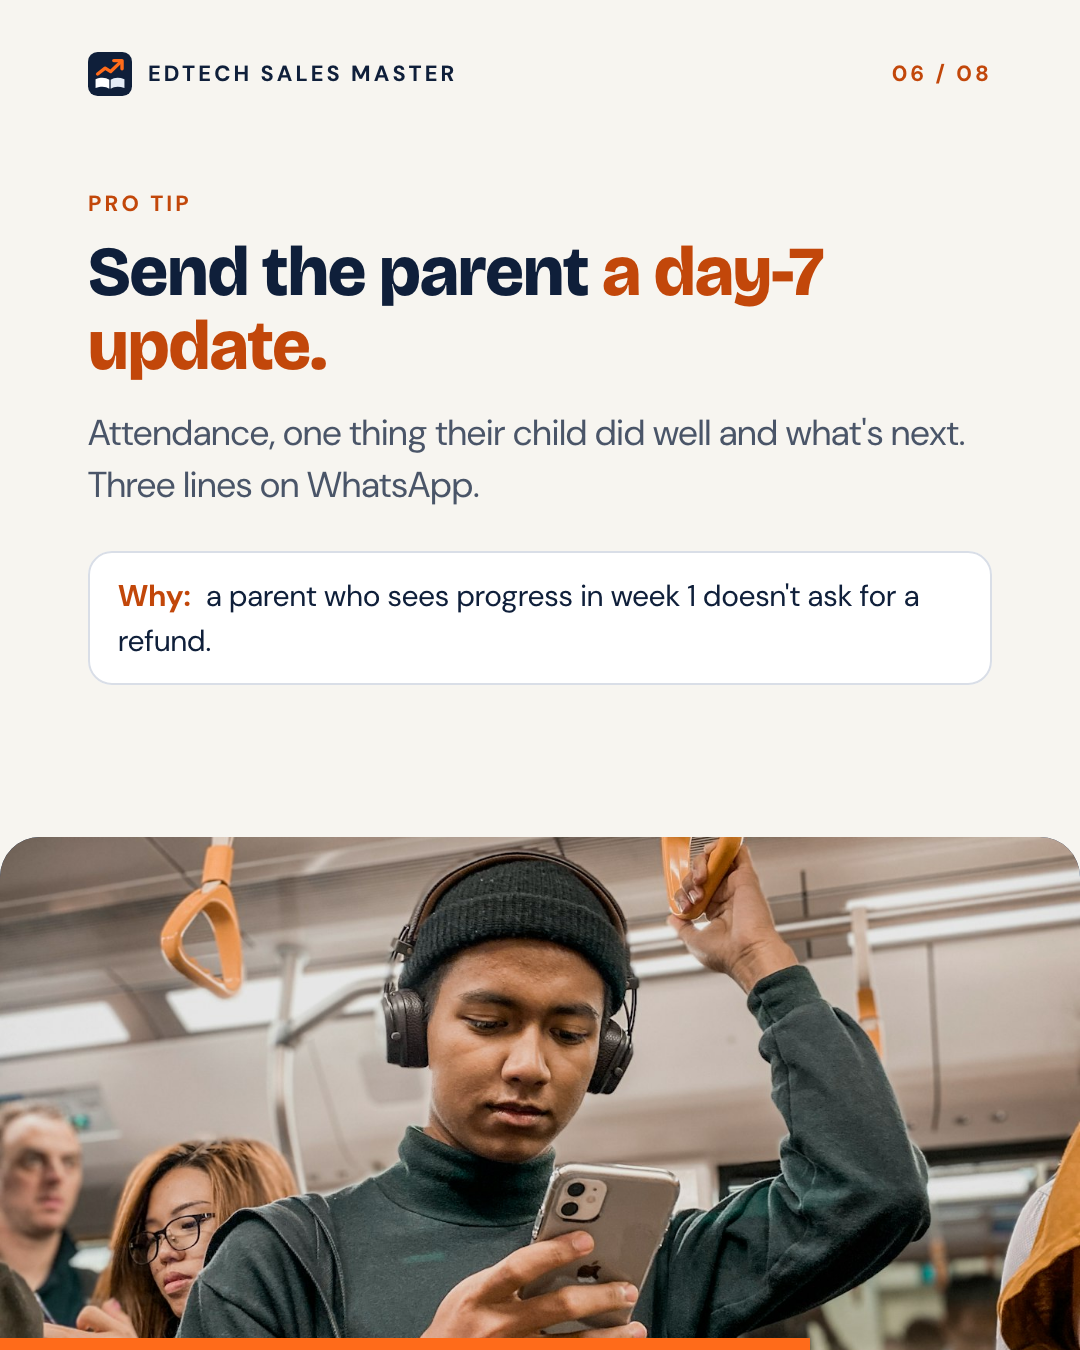 EDTECH SALES MASTER
06 / 08
PRO TIP
Send the parent a day-7
update.
Attendance, one thing their child did well and what's next.
Three lines on WhatsApp.
Why: a parent who sees progress in week 1 doesn't ask for a
refund.